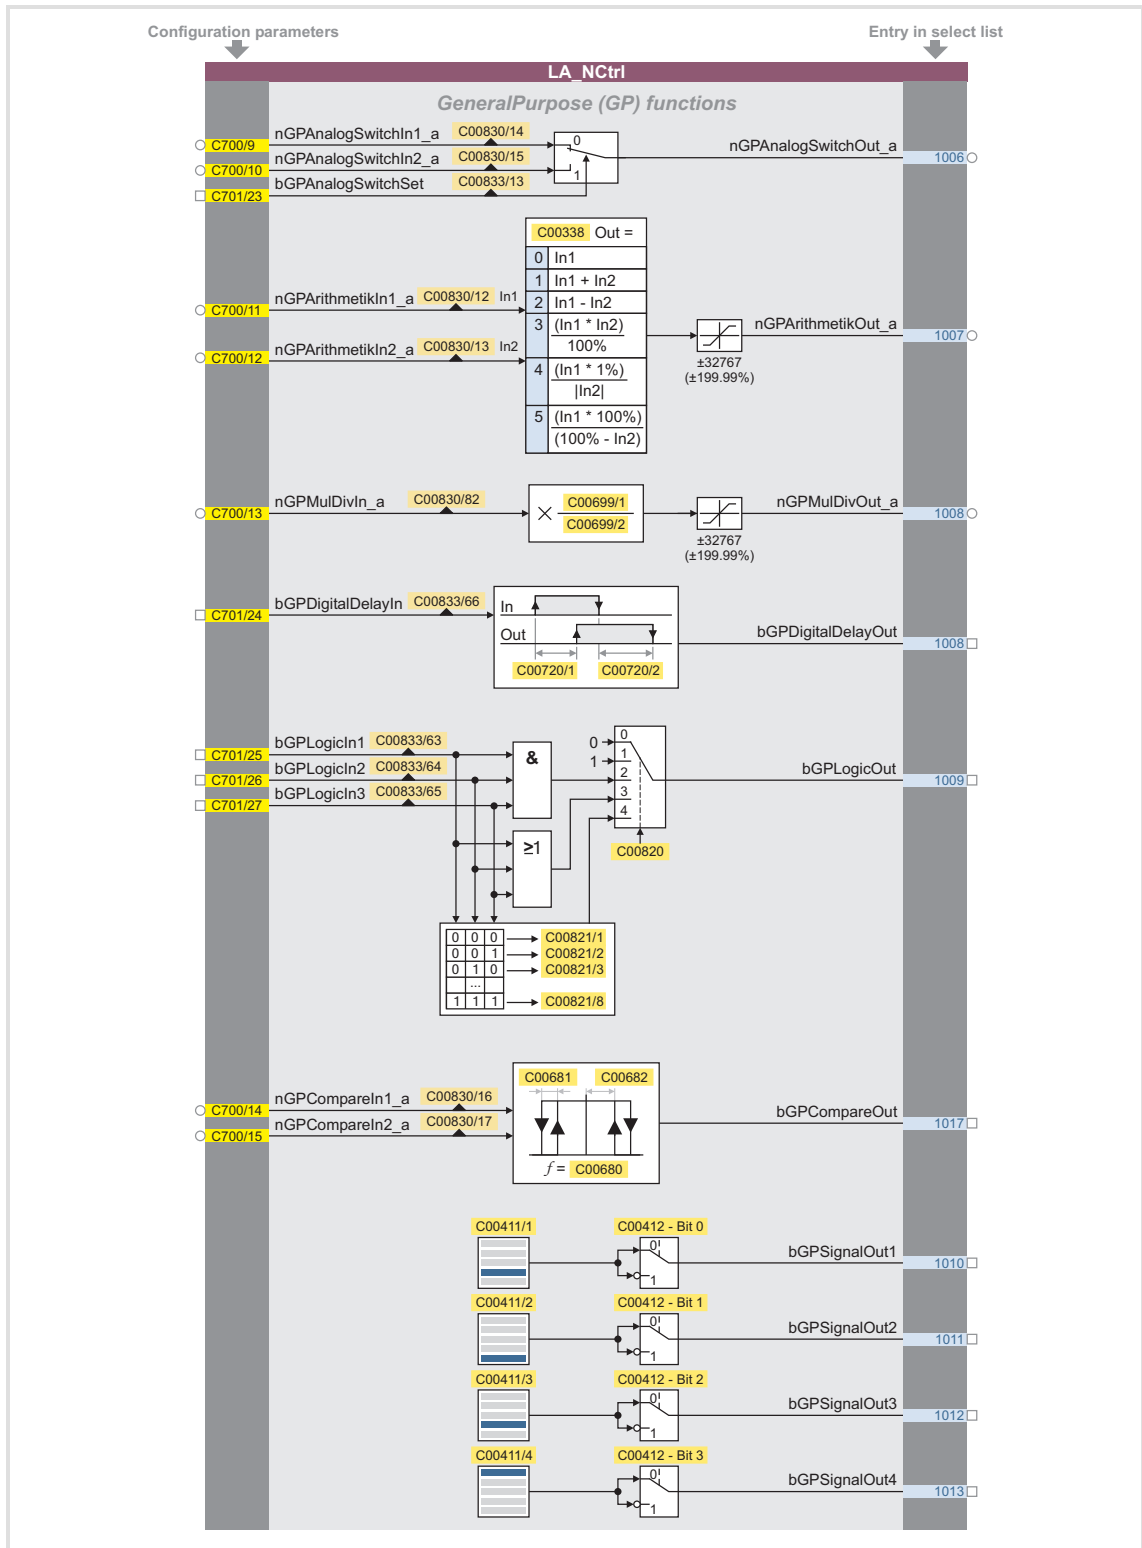 Configuration parameters
Entry in select list
LA_NCtrl
GeneralPurpose (GP) functions
nGPAnalogSwitchIn1_a C00830/14
C700/9
0
nGPAnalogSwitchOut_a
1006
nGPAnalogSwitchIn2_a C00830/15
C700/10
1
bGPAnalogSwitchSet C00833/13
C701/23
C00338 Out =
0 In1
1 In1 + In2
2 In1 - In2
3 (In1 * In2)
100%
4 (In1 * 1%)
|In2|
5 (In1 * 100%)
(100% - In2)
nGPArithmetikIn1_a C00830/12 In1
C700/11
nGPArithmetikIn2_a C00830/13 In2
C700/12
±32767
(±199.99%)
nGPArithmetikOut_a
1007
nGPMulDivIn_a C00830/82
C700/13
× C00699/1
C00699/2
±32767
(±199.99%)
nGPMulDivOut_a
1008
bGPDigitalDelayIn C00833/66
C701/24
In
Out
C00720/1 C00720/2
bGPDigitalDelayOut
1008
bGPLogicIn1 C00833/63
C701/25
bGPLogicIn2 C00833/64
C701/26
bGPLogicIn3 C00833/65
C701/27
&
≥1
0 0
1 1
2
3
4
C00820
bGPLogicOut
1009
0 0 0 C00821/1
0 0 1 C00821/2
0 1 0 C00821/3
...
1 1 1 C00821/8
nGPCompareIn1_a C00830/16
C700/14
nGPCompareIn2_a C00830/17
C700/15
C00681 C00682
f = C00680
bGPCompareOut
1017
C00411/1 C00412 - Bit 0
0
1
bGPSignalOut1
1010
C00411/2 C00412 - Bit 1
0
1
bGPSignalOut2
1011
C00411/3 C00412 - Bit 2
0
1
bGPSignalOut3
1012
C00411/4 C00412 - Bit 3
0
1
bGPSignalOut4
1013